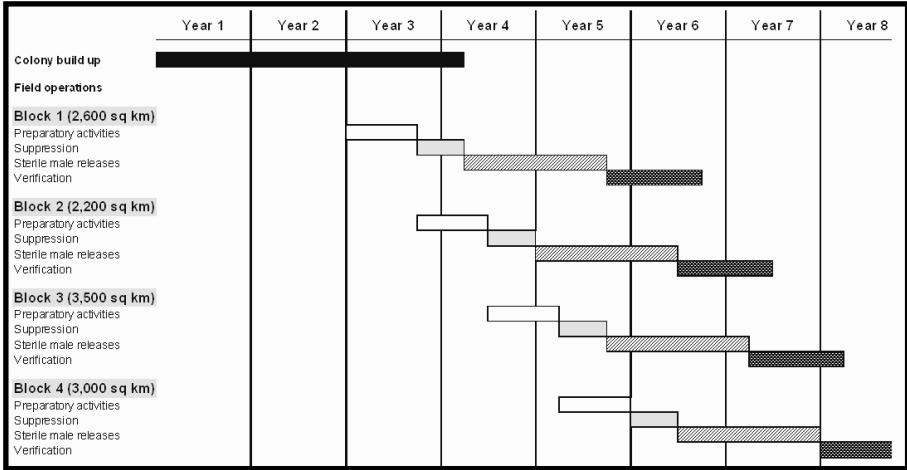 Year 1 Year 2 Year 3 Year 4 Year 5 Year 6 Year 7 Year 8
Colony build up
Field operations
Block 1 (2,600 sq km)
Preparatory activities
Suppression
Sterile male releases
Verification
Block 2 (2,200 sq km)
Preparatory activities
Suppression
Sterile male releases
Verification
Block 3 (3,500 sq km)
Preparatory activities
Suppression
Sterile male releases
Verification
Block 4 (3,000 sq km)
Preparatory activities
Suppression
Sterile male releases
Verification